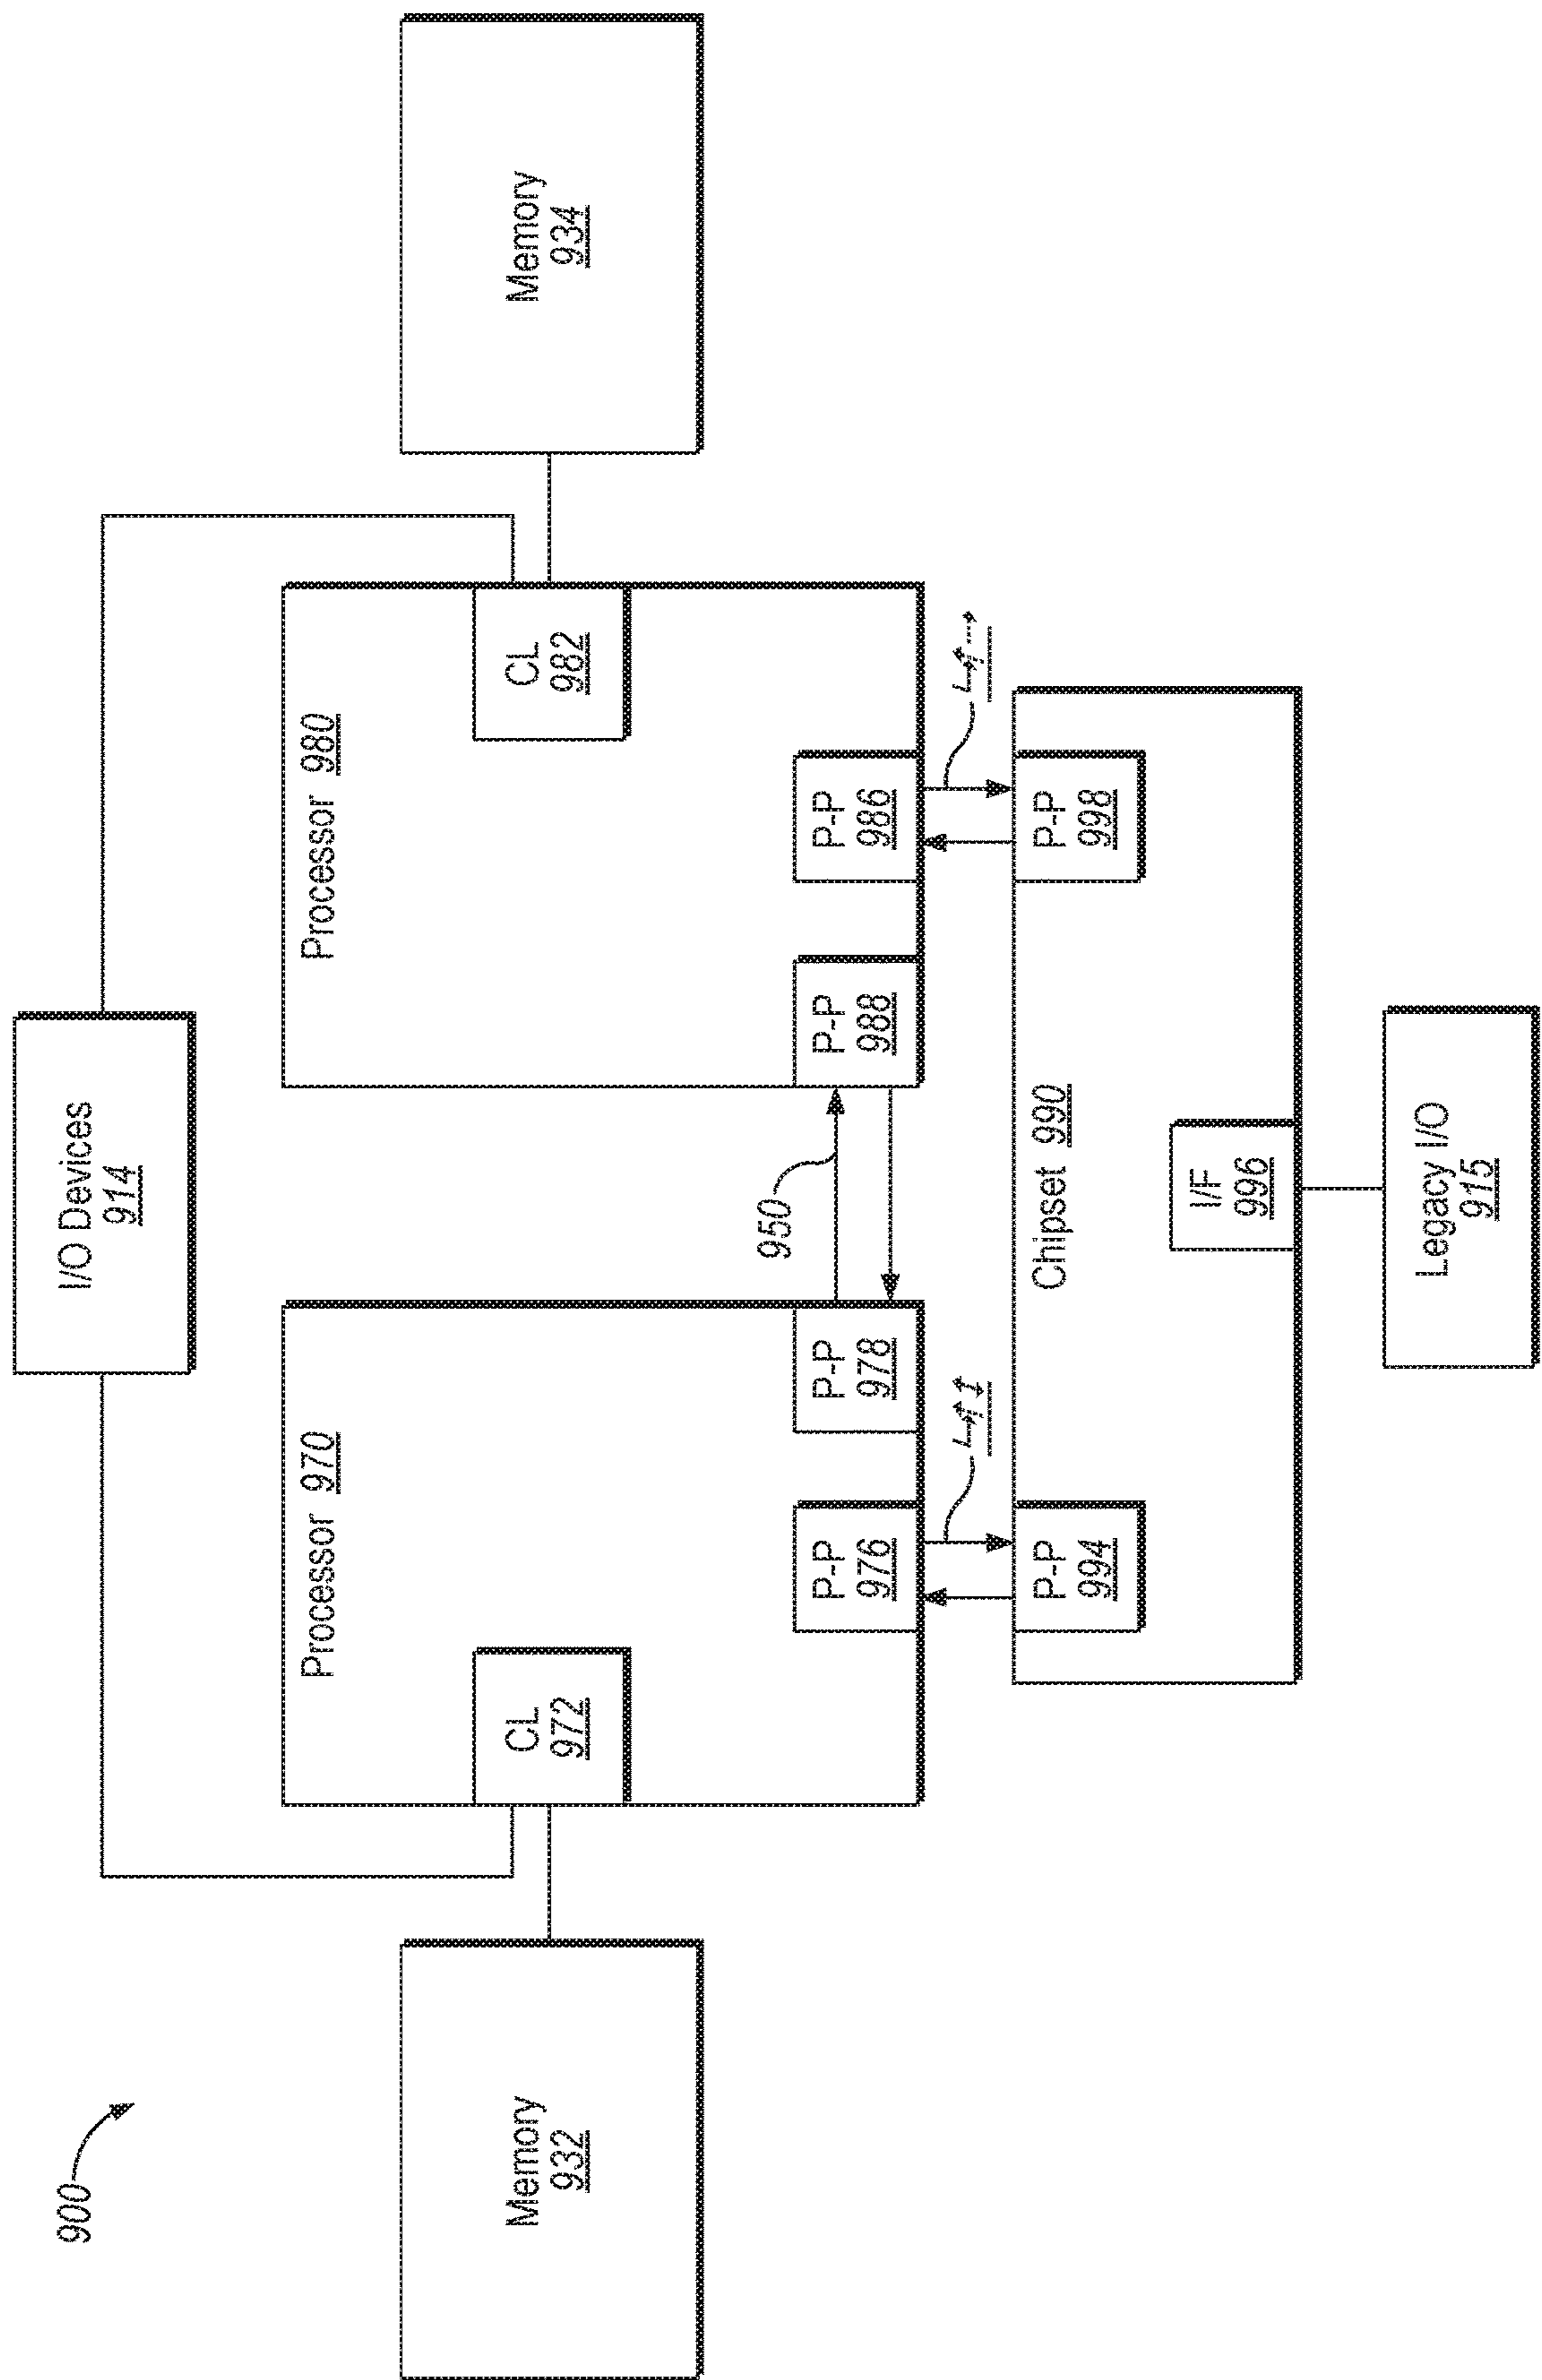 900
I/O Devices
914
Memory
932
Processor 970
CL
972
P-P
976
P-P
978
950
Processor 980
CL
982
P-P
988
P-P
986
Memory
934
Chipset 990
P-P
994
P-P
998
I/F
996
Legacy I/O
915